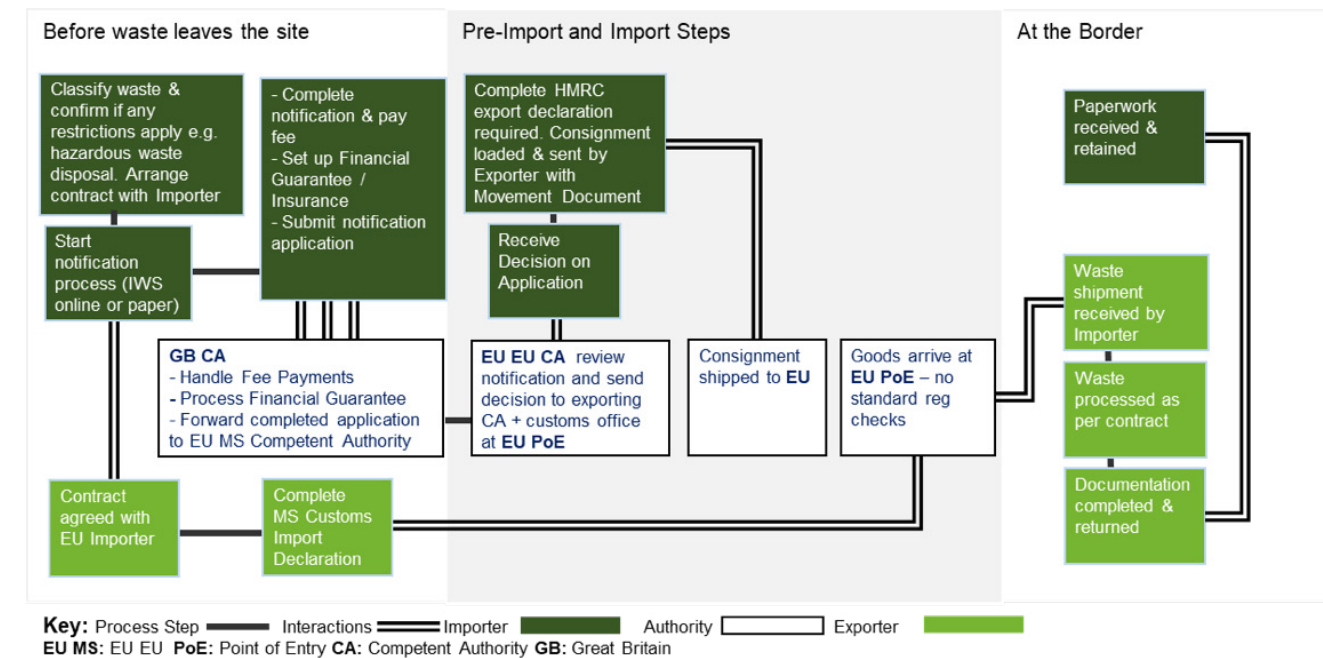 Before waste leaves the site
Pre-Import and Import Steps
At the Border
Classify waste &
confirm if any
restrictions apply e.g.
hazardous waste
disposal. Arrange
contract with Importer
- Complete
notification & pay
fee
- Set up Financial
Guarantee /
Insurance
- Submit notification
application
Start
notification
process (IWS
online or paper)
GB CA
- Handle Fee Payments
- Process Financial Guarantee
- Forward completed application
to EU MS Competent Authority
Contract
agreed with
EU Importer
Complete
MS Customs
Import
Declaration
Complete HMRC
export declaration
required. Consignment
loaded & sent by
Exporter with
Movement Document
Receive
Decision on
Application
EU EU CA review
notification and send
decision to exporting
CA + customs office
at EU PoE
Consignment
shipped to EU
Goods arrive at
EU PoE – no
standard reg
checks
Paperwork
received &
retained
Waste
shipment
received by
Importer
Waste
processed as
per contract
Documentation
completed &
returned
Key: Process Step Interactions Importer Authority Exporter
EU MS: EU EU PoE: Point of Entry CA: Competent Authority GB: Great Britain